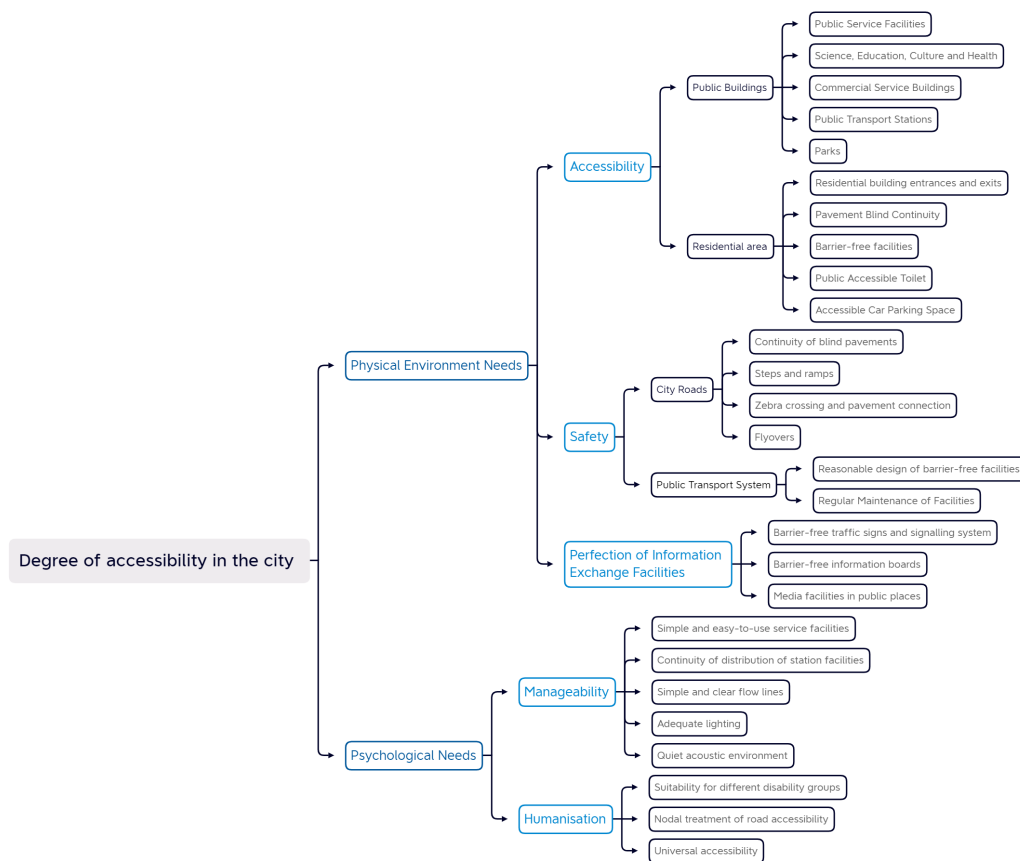 Degree of accessibility in the city
Physical Environment Needs
Accessibility
Public Buildings
Public Service Facilities
Science, Education, Culture and Health
Commercial Service Buildings
Public Transport Stations
Parks
Residential area
Residential building entrances and exits
Pavement Blind Continuity
Barrier-free facilities
Public Accessible Toilet
Accessible Car Parking Space
Safety
City Roads
Continuity of blind pavements
Steps and ramps
Zebra crossing and pavement connection
Flyovers
Public Transport System
Reasonable design of barrier-free facilities
Regular Maintenance of Facilities
Perfection of Information
Exchange Facilities
Barrier-free traffic signs and signalling system
Barrier-free information boards
Media facilities in public places
Psychological Needs
Manageability
Simple and easy-to-use service facilities
Continuity of distribution of station facilities
Simple and clear flow lines
Adequate lighting
Quiet acoustic environment
Humanisation
Suitability for different disability groups
Nodal treatment of road accessibility
Universal accessibility